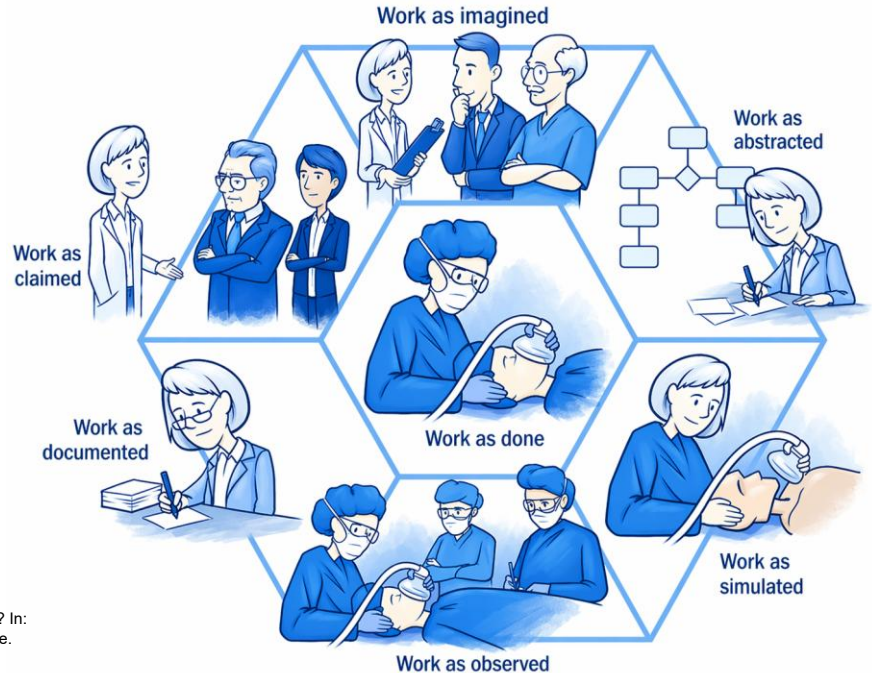 Work as imagined
Work as
abstracted
Work as
claimed
Work as done
Work as
documented
Work as
simulated
? In:
e.
Work as observed